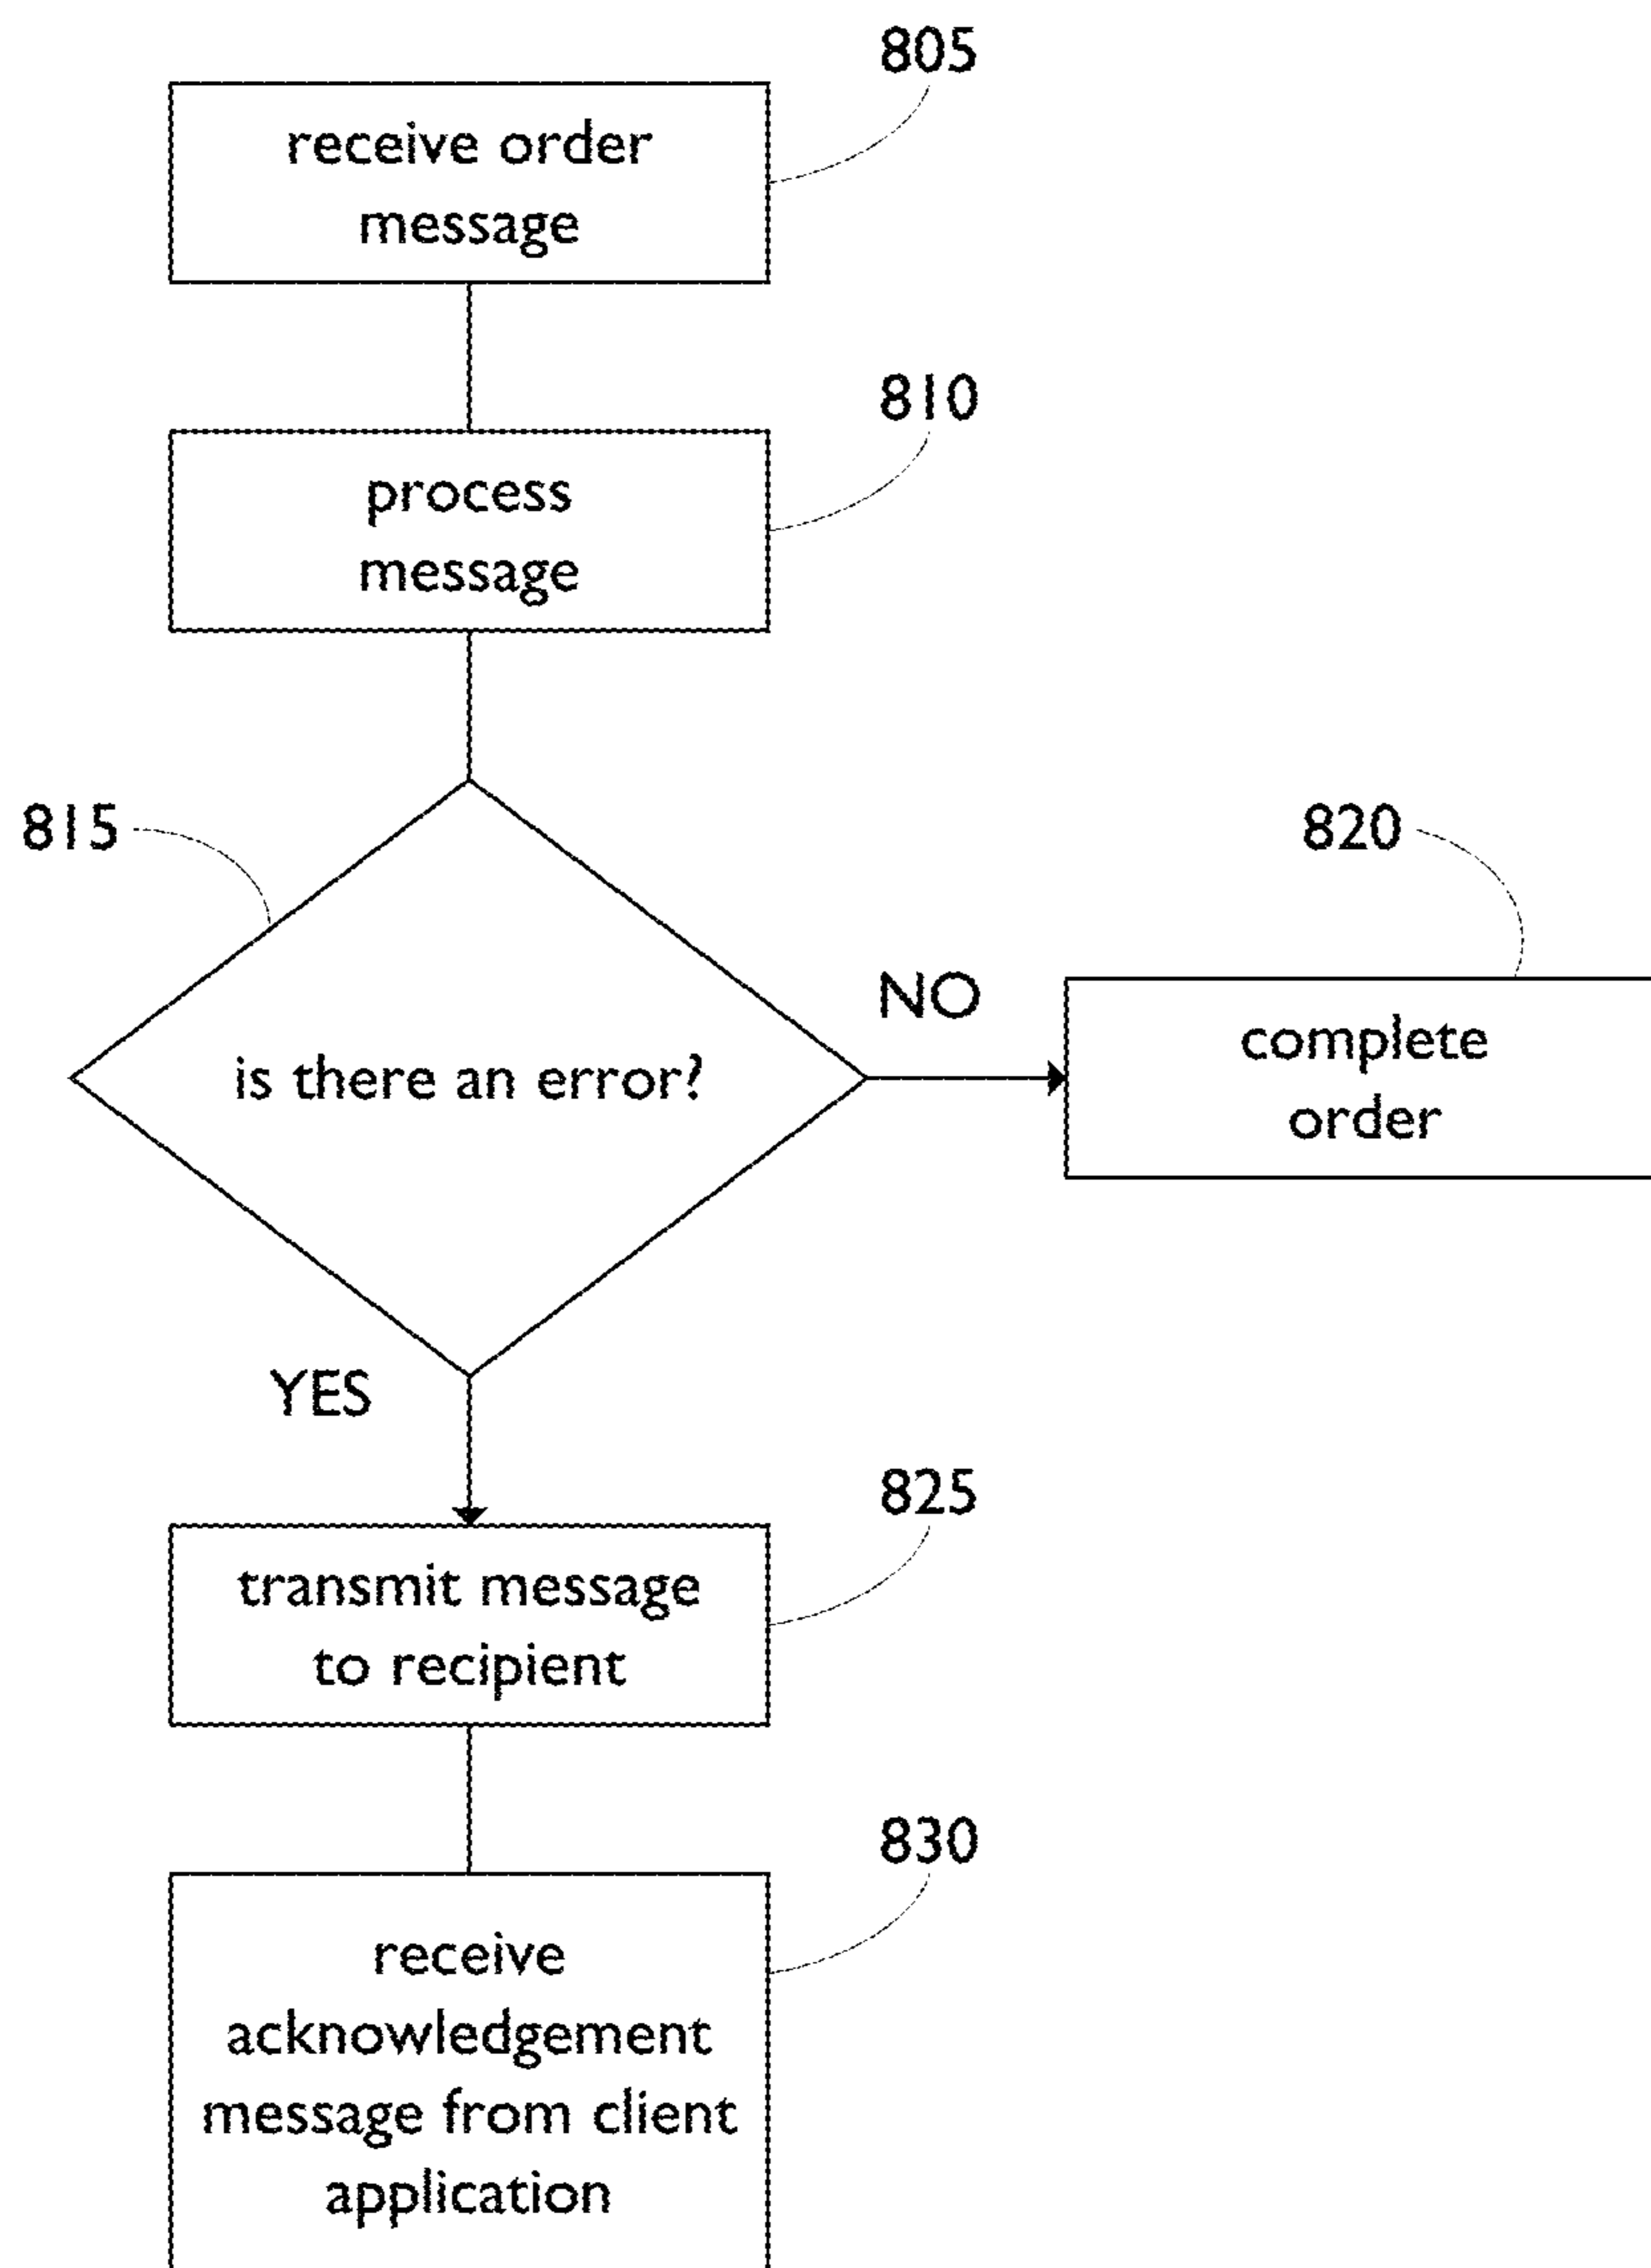 805
receive order
message
810
process
message
815
820
NO
is there an error?
complete
order
YES
825
transmit message
to recipient
830
receive
acknowledgement
message from client
application